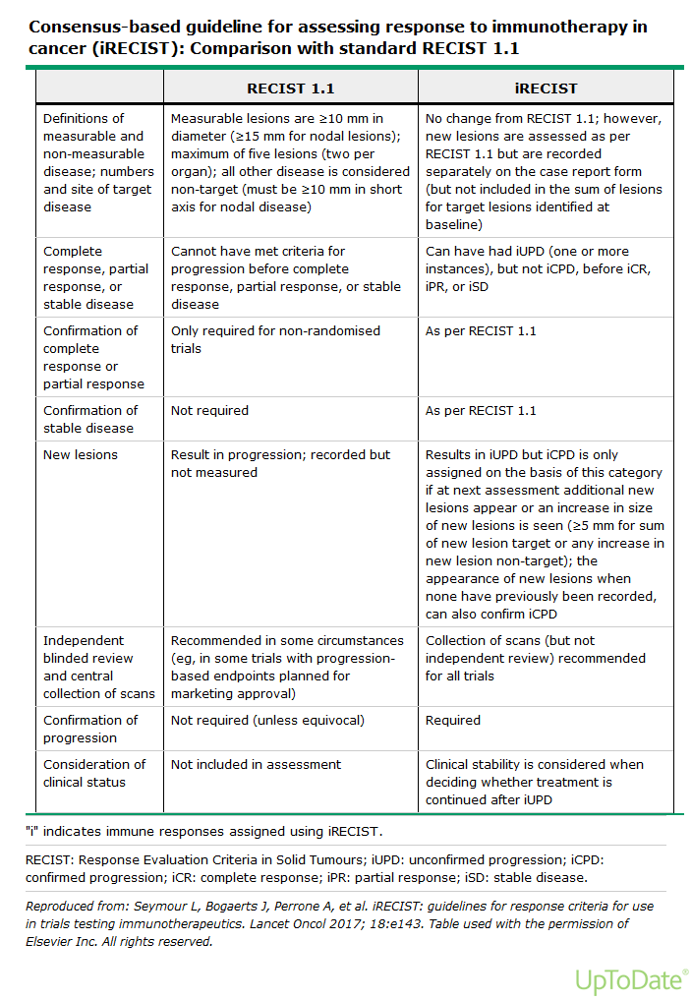 Consensus-based guideline for assessing response to immunotherapy in
cancer (iRECIST): Comparison with standard RECIST 1.1
RECIST 1.1
iRECIST
Definitions of
measurable and
non-measurable
disease; numbers
and site of target
disease
Measurable lesions are ≥10 mm in
diameter (≥15 mm for nodal lesions);
maximum of five lesions (two per
organ); all other disease is considered
non-target (must be ≥10 mm in short
axis for nodal disease)
No change from RECIST 1.1; however,
new lesions are assessed as per
RECIST 1.1 but are recorded
separately on the case report form
(but not included in the sum of lesions
for target lesions identified at
baseline)
Complete
response, partial
response, or
stable disease
Cannot have met criteria for
progression before complete
response, partial response, or stable
disease
Can have had iUPD (one or more
instances), but not iCPD, before iCR,
iPR, or iSD
Confirmation of
complete
response or
partial response
Only required for non-randomised
trials
As per RECIST 1.1
Confirmation of
stable disease
Not required
As per RECIST 1.1
New lesions
Result in progression; recorded but
not measured
Results in iUPD but iCPD is only
assigned on the basis of this category
if at next assessment additional new
lesions appear or an increase in size
of new lesions is seen (≥5 mm for sum
of new lesion target or any increase in
new lesion non-target); the
appearance of new lesions when
none have previously been recorded,
can also confirm iCPD
Independent
blinded review
and central
collection of scans
Recommended in some circumstances
(eg, in some trials with progression-
based endpoints planned for
marketing approval)
Collection of scans (but not
independent review) recommended
for all trials
Confirmation of
progression
Not required (unless equivocal)
Required
Consideration of
clinical status
Not included in assessment
Clinical stability is considered when
deciding whether treatment is
continued after iUPD
"i" indicates immune responses assigned using iRECIST.
RECIST: Response Evaluation Criteria in Solid Tumours; iUPD: unconfirmed progression; iCPD:
confirmed progression; iCR: complete response; iPR: partial response; iSD: stable disease.
Reproduced from: Seymour L, Bogaerts J, Perrone A, et al. iRECIST: guidelines for response criteria for use
in trials testing immunotherapeutics. Lancet Oncol 2017; 18:e143. Table used with the permission of
Elsevier Inc. All rights reserved.
UpToDate®